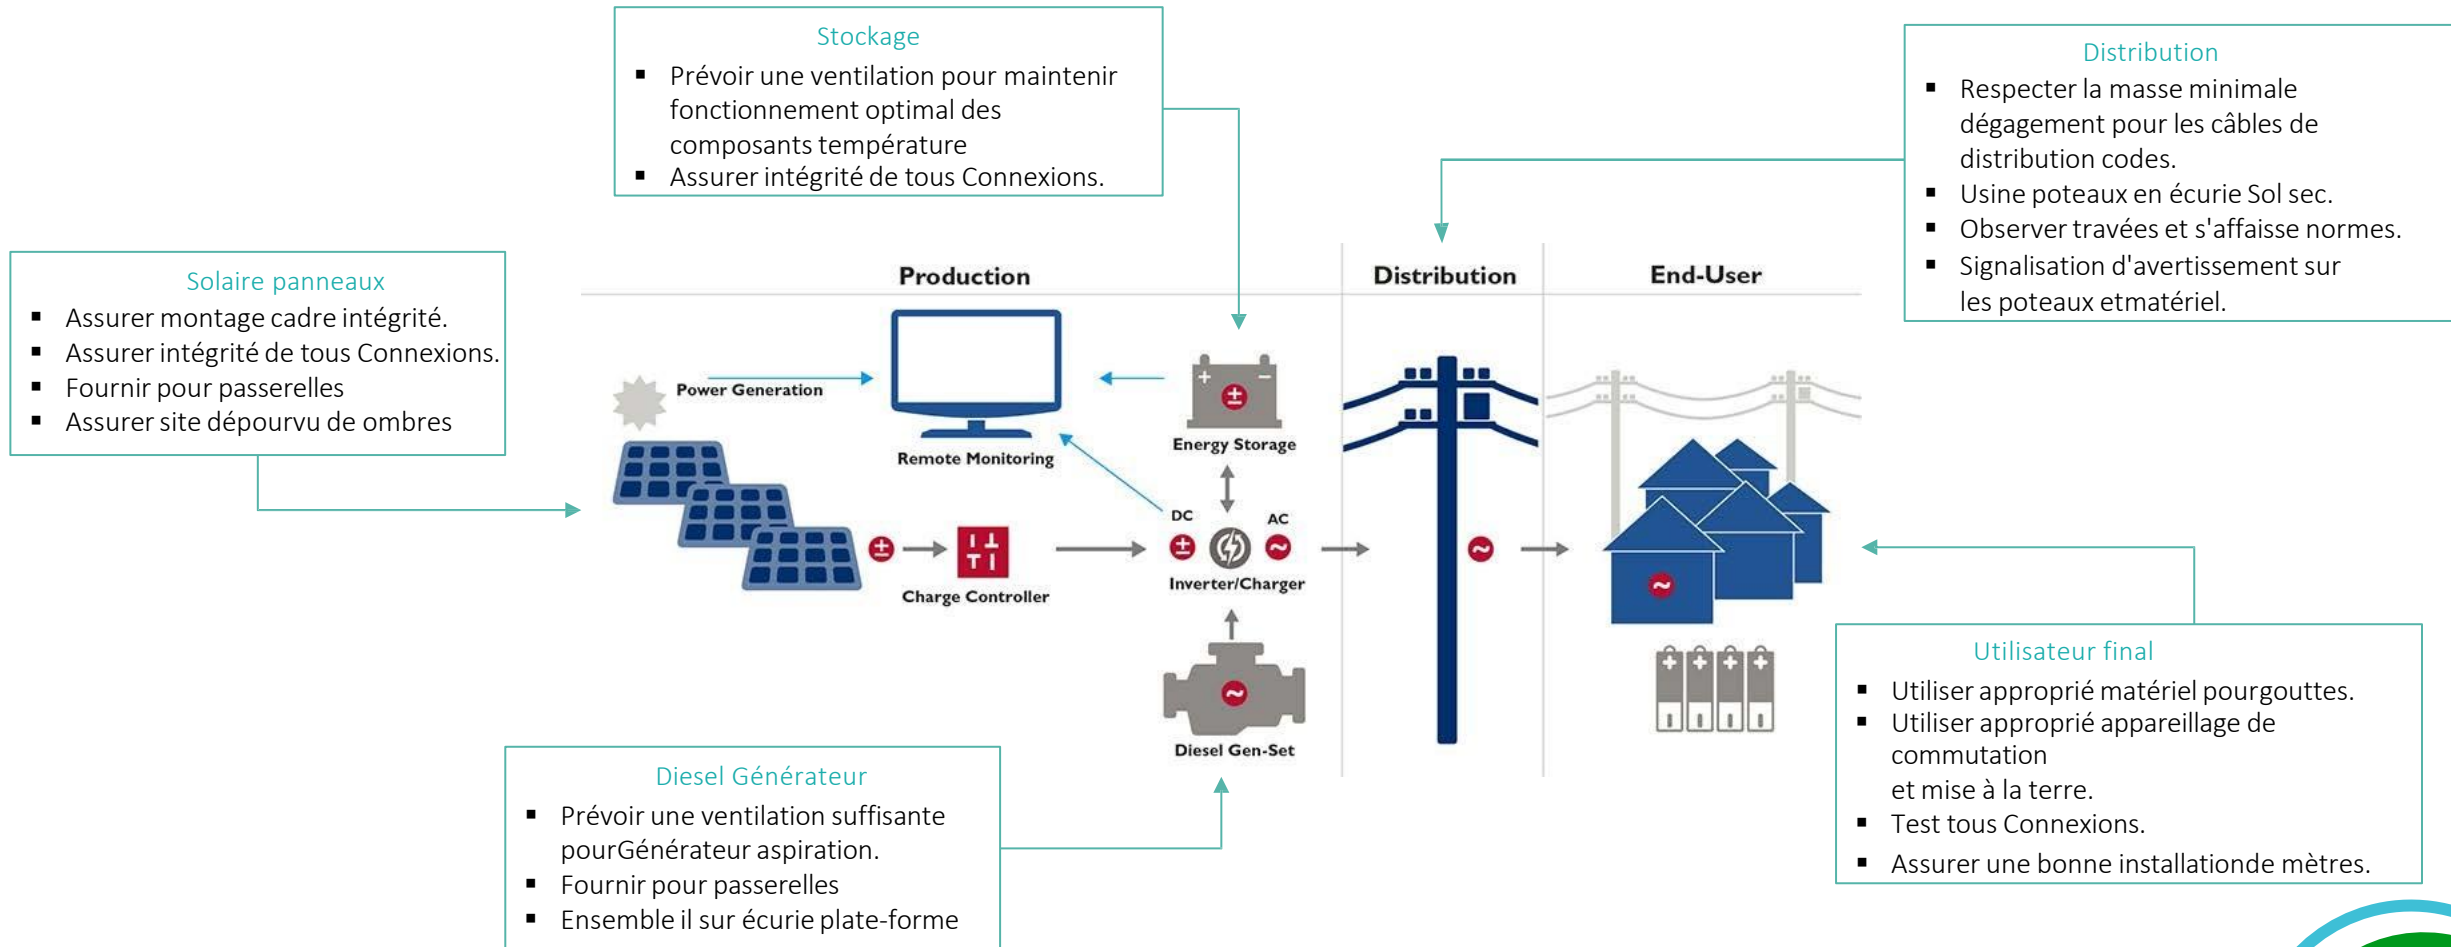 Stockage
▪ Prévoir une ventilation pour maintenir
fonctionnement optimal des
composants température
▪ Assurer intégrité de tous Connexions.
Distribution
▪ Respecter la masse minimale
dégagement pour les câbles de
distribution codes.
▪ Usine poteaux en écurie Sol sec.
▪ Observer travées et s'affaisse normes.
▪ Signalisation d'avertissement sur
les poteaux etmatériel.
Solaire panneaux
▪ Assurer montage cadre intégrité.
▪ Assurer intégrité de tous Connexions.
▪ Fournir pour passerelles
▪ Assurer site dépourvu de ombres
Production
Distribution
End-User
Power Generation
Remote Monitoring
+ −
±
Energy Storage
DC
AC
±
±
~
~
~
Charge Controller
Inverter/Charger
~
Diesel Gen-Set
+ + + +
Diesel Générateur
▪ Prévoir une ventilation suffisante
pourGénérateur aspiration.
▪ Fournir pour passerelles
▪ Ensemble il sur écurie plate-forme
Utilisateur final
▪ Utiliser approprié matériel pourgouttes.
▪ Utiliser approprié appareillage de
commutation
et mise à la terre.
▪ Test tous Connexions.
▪ Assurer une bonne installationde mètres.